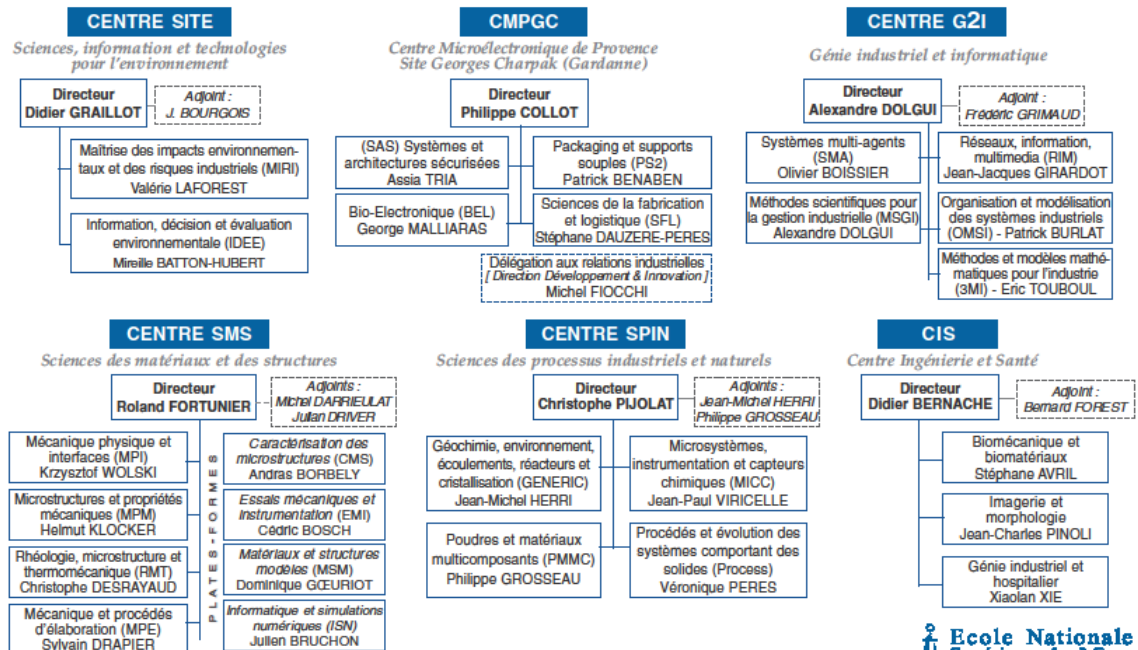 CENTRE SITE
Sciences, information et technologies
pour l'environnement
Directeur
Didier GRAILLOT
Adjoint :
J. BOURGOIS
Maîtrise des impacts environnemen-
taux et des risques industriels (MIRI)
Valérie LAFOREST
Information, décision et évaluation
environnementale (IDEE)
Mireille BATTON-HUBERT
CMPGC
Centre Microélectronique de Provence
Site Georges Charpak (Gardanne)
Directeur
Philippe COLLOT
(SAS) Systèmes et
architectures sécurisées
Assia TRIA
Packaging et supports
souples (PS2)
Patrick BENABEN
Bio-Electronique (BEL)
George MALLIARAS
Sciences de la fabrication
et logistique (SFL)
Stéphane DAUZERE-PERES
Délégation aux relations industrielles
[ Direction Développement & Innovation ]
Michel FIOCCHI
CENTRE G2I
Génie industriel et informatique
Directeur
Alexandre DOLGUI
Adjoint :
Frédéric GRIMAUD
Systèmes multi-agents
(SMA)
Olivier BOISSIER
Réseaux, information,
multimedia (RIM)
Jean-Jacques GIRARDOT
Méthodes scientifiques pour
la gestion industrielle (MSGI)
Alexandre DOLGUI
Organisation et modélisation
des systèmes industriels
(OMSI) - Patrick BURLAT
Méthodes et modèles mathé-
matiques pour l'industrie
(3MI) - Eric TOUBOUL
CENTRE SMS
Sciences des matériaux et des structures
Directeur
Roland FORTUNIER
Adjoints :
Michel DARRIEULAT
Julian DRIVER
Mécanique physique et
interfaces (MPI)
Krzysztof WOLSKI
Microstructures et propriétés
mécaniques (MPM)
Helmut KLOCKER
Rhéologie, microstructure et
thermomécanique (RMT)
Christophe DESRAYAUD
Mécanique et procédés
d'élaboration (MPE)
Sylvain DRAPIER
PLATES-FORMES
Caractérisation des
microstructures (CMS)
Andras BORBELY
Essais mécaniques et
Instrumentation (EMI)
Cédric BOSCH
Matériaux et structures
modèles (MSM)
Dominique GŒURIOT
Informatique et simulations
numériques (ISN)
Julien BRUCHON
CENTRE SPIN
Sciences des processus industriels et naturels
Directeur
Christophe PIJOLAT
Adjoints :
Jean-Michel HERRI
Philippe GROSSEAU
Géochimie, environnement,
écoulements, réacteurs et
cristallisation (GENERIC)
Jean-Michel HERRI
Microsystèmes,
instrumentation et capteurs
chimiques (MICC)
Jean-Paul VIRICELLE
Poudres et matériaux
multicomposants (PMMC)
Philippe GROSSEAU
Procédés et évolution des
systèmes comportant des
solides (Process)
Véronique PERES
CIS
Centre Ingénierie et Santé
Directeur
Didier BERNACHE
Adjoint :
Bernard FOREST
Biomécanique et
biomatériaux
Stéphane AVRIL
Imagerie et
morphologie
Jean-Charles PINOLI
Génie industriel et
hospitalier
Xiaolan XIE
Ecole Nationale